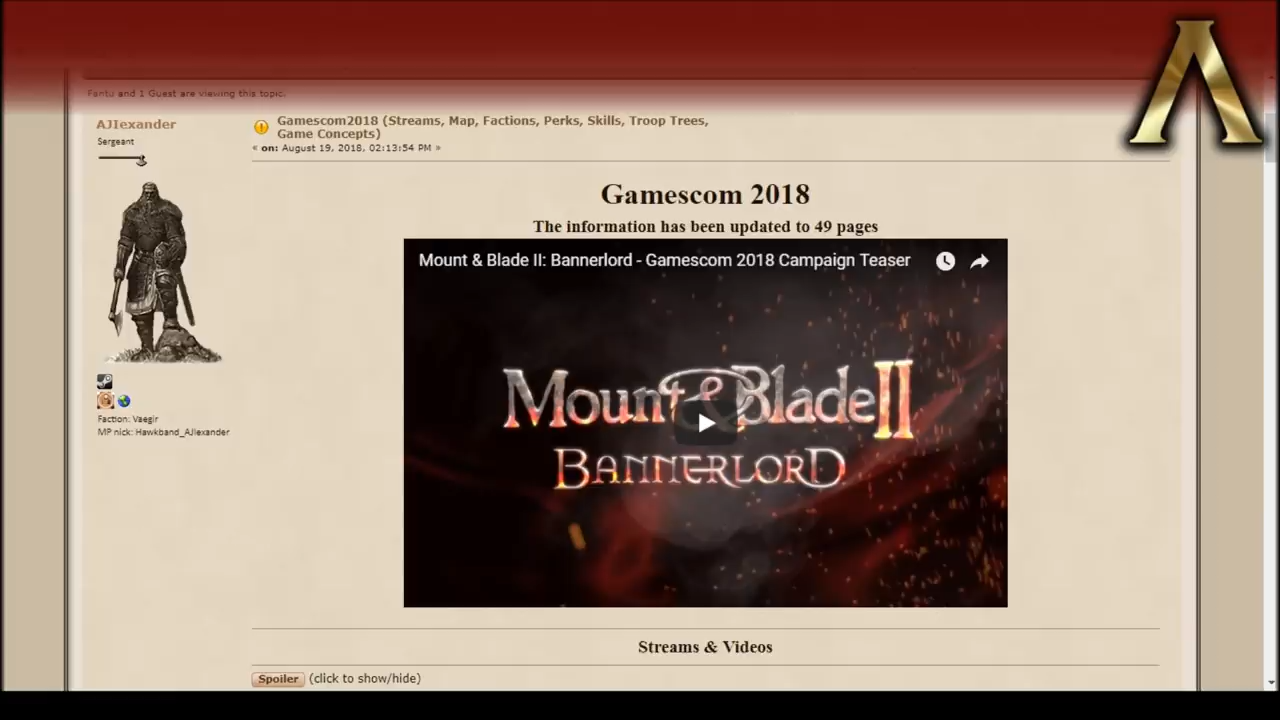 Fantu and 1 Guest are viewing this topic.
AJIexander
Sergeant
Faction: Vaegir
MP nick: Hawkband_AJIexander
Gamescom2018 (Streams, Map, Factions, Perks, Skills, Troop Trees,
Game Concepts)
« on: August 19, 2018, 02:13:54 PM »
Gamescom 2018
The information has been updated to 49 pages
Mount & Blade II: Bannerlord - Gamescom 2018 Campaign Teaser
Mount & Blade II
BANNERLORD
Streams & Videos
Spoiler (click to show/hide)